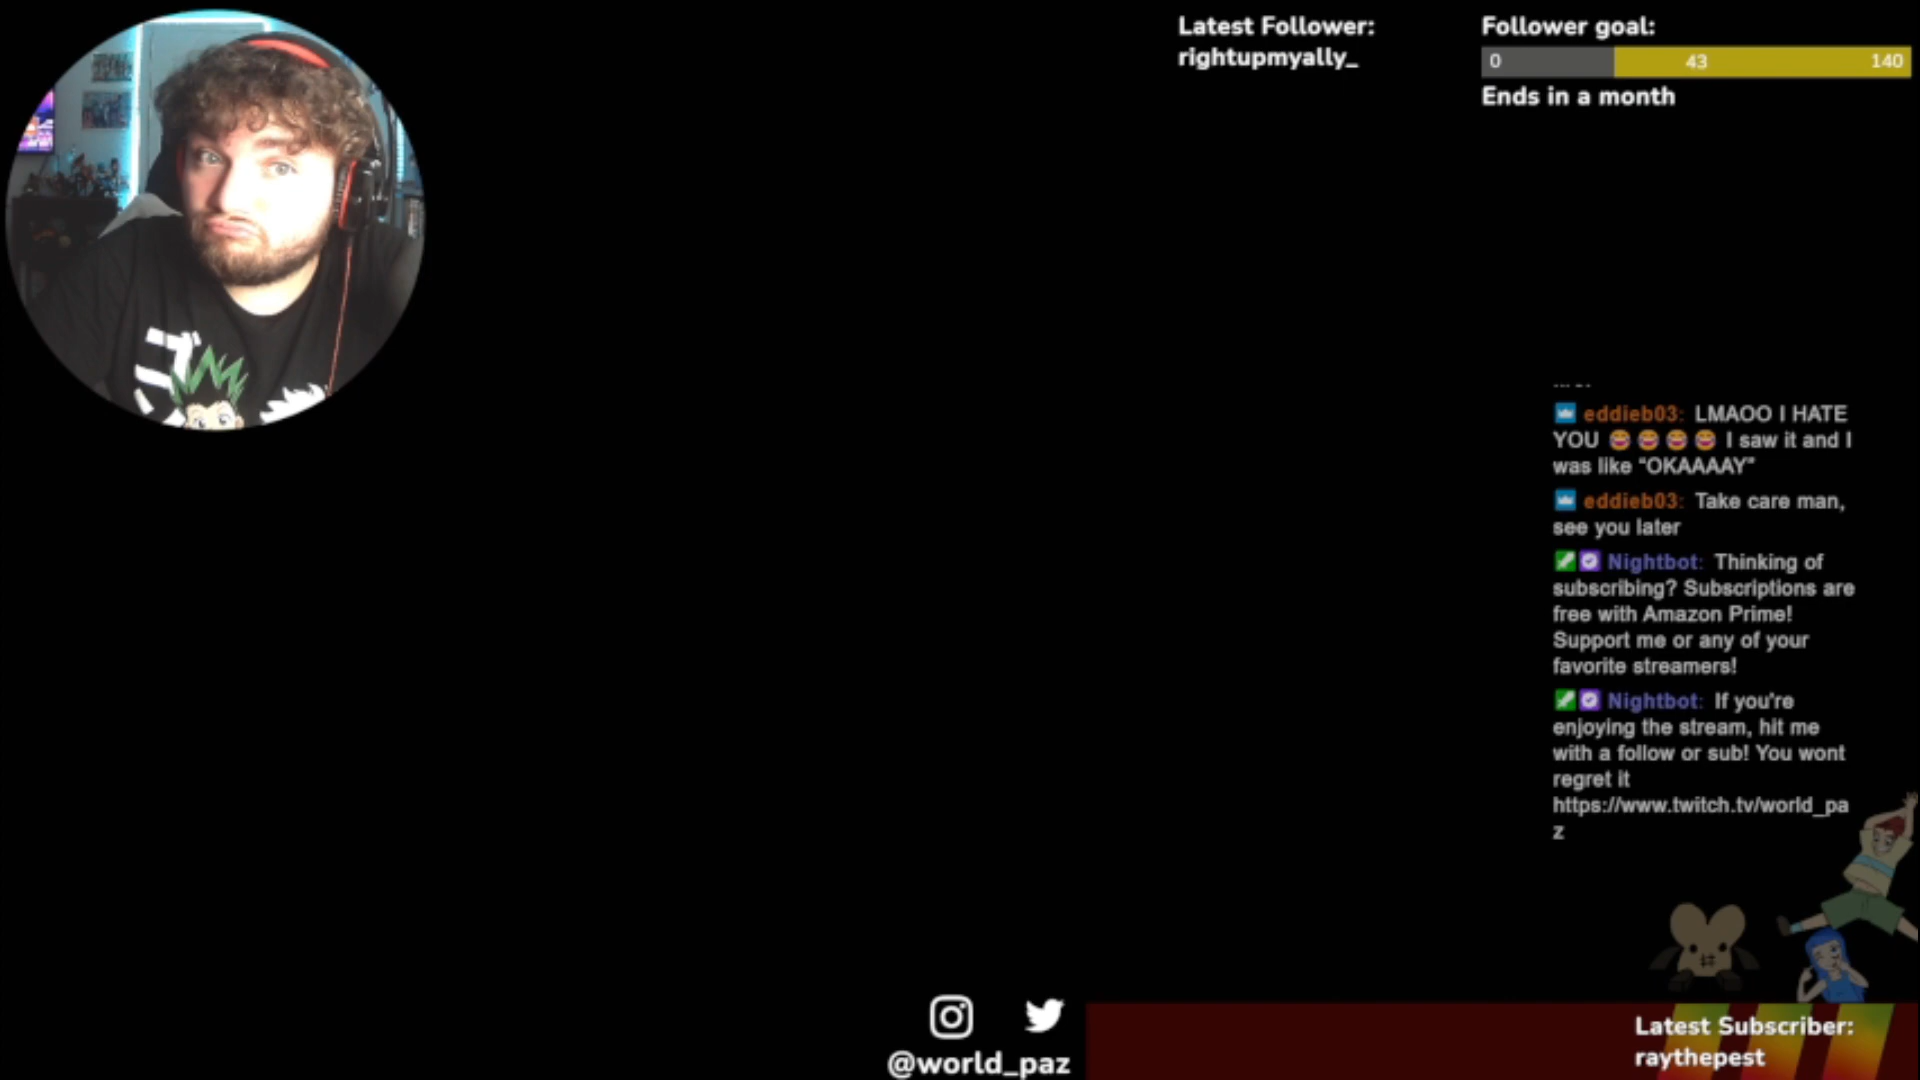 Latest Follower:
rightupmyally_
Follower goal:
0 43 140
Ends in a month
eddieb03: LMAOO I HATE
YOU 😂 😂 😂 😂 I saw it and I
was like “OKAAAAY”
eddieb03: Take care man,
see you later
Nightbot: Thinking of
subscribing? Subscriptions are
free with Amazon Prime!
Support me or any of your
favorite streamers!
Nightbot: If you're
enjoying the stream, hit me
with a follow or sub! You wont
regret it
https://www.twitch.tv/world_pa
z
@world_paz
Latest Subscriber:
raythepest